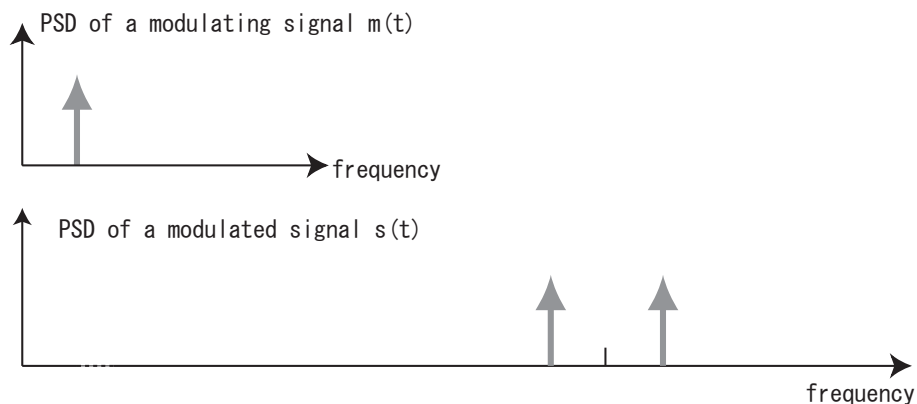 PSD of a modulating signal m(t)
frequency
PSD of a modulated signal s(t)
frequency